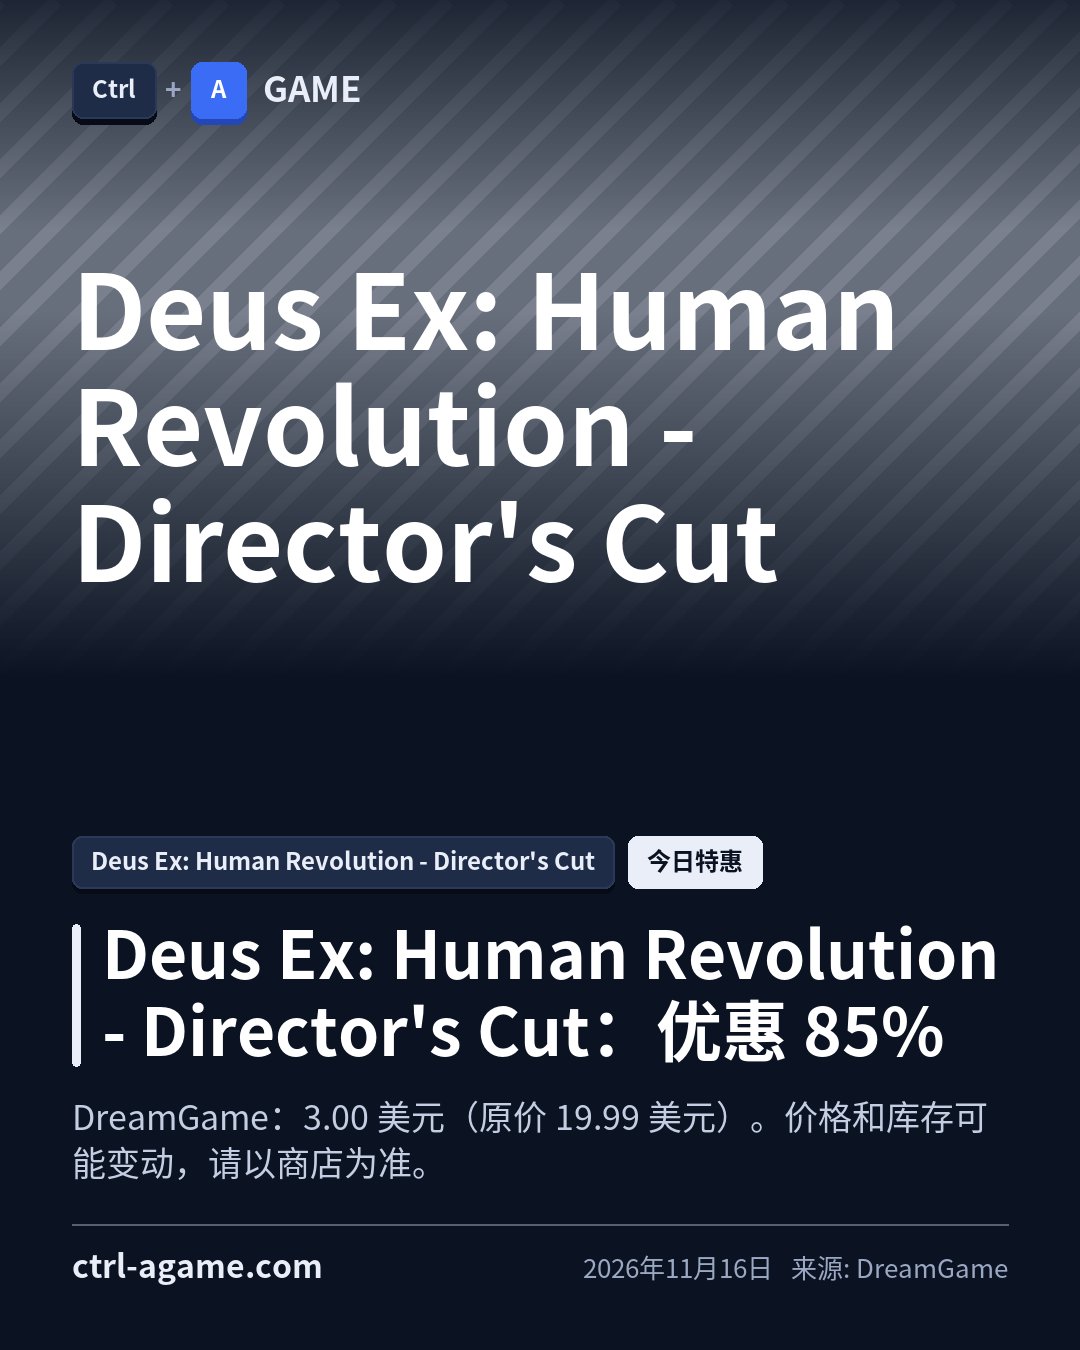 Ctrl + A GAME
Deus Ex: Human
Revolution -
Director's Cut
Deus Ex: Human Revolution - Director's Cut 今日特惠
Deus Ex: Human Revolution
- Director's Cut：优惠 85%
DreamGame：3.00 美元（原价 19.99 美元）。价格和库存可
能变动，请以商店为准。
ctrl-agame.com 2026年11月16日 来源: DreamGame